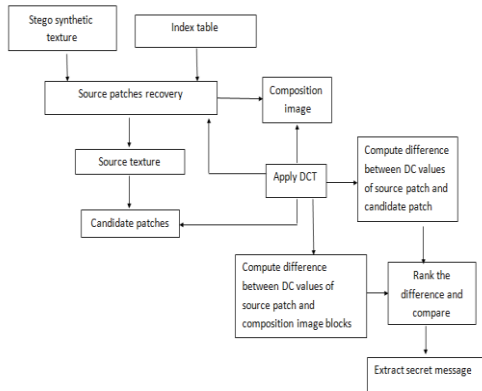 Stego synthetic
texture
Index table
Source patches recovery
Composition
image
Source texture
Apply DCT
Compute difference
between DC values
of source patch and
candidate patch
Candidate patches
Compute difference
between DC values of
source patch and
composition image blocks
Rank the
difference and
compare
Extract secret message